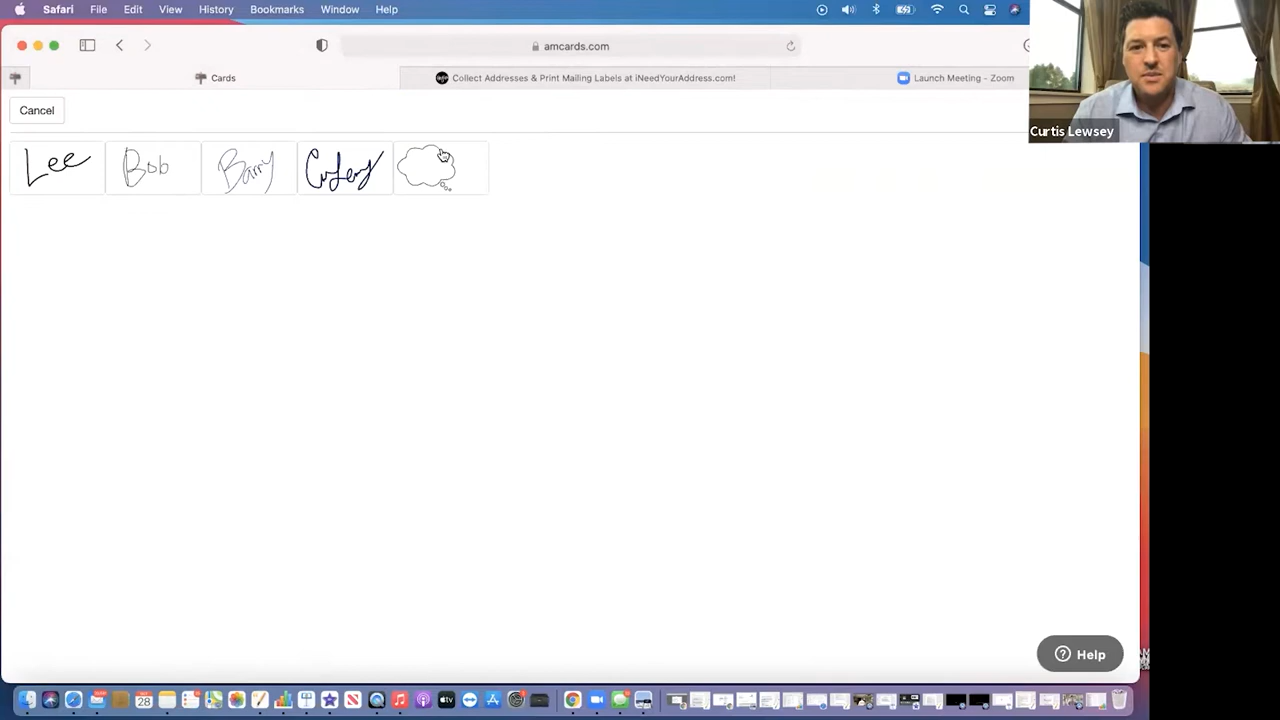 Safari File Edit View History Bookmarks Window Help
amcards.com
Cards
Collect Addresses & Print Mailing Labels at iNeedYourAddress.com!
Launch Meeting - Zoom
Cancel
Lee Bob Barry
Curtis Lewsey
Help
28